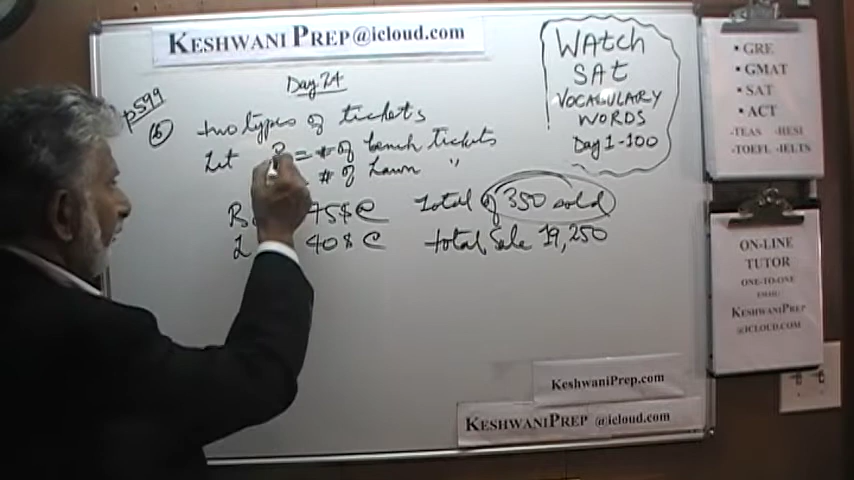 KESHWANI PREP@icloud.com
Day 24
p599
6 two types of tickets
Let B = # of bench Tickets
= # of Lawn "
B 75$ @ total of 350 sold
L 40$ @ total Sale 19,250
WAtch
SAt
VOCABULARY
WORDS
Day 1-100
• GRE
• GMAT
• SAT
• ACT
-TEAS -HESI
-TOEFL -IELTS
ON-LINE
TUTOR
ONE-TO-ONE
EMAIL
KESHWANIPREP
@ICLOUD.COM
KESHWANIPREP.com
KESHWANIPREP @icloud.com